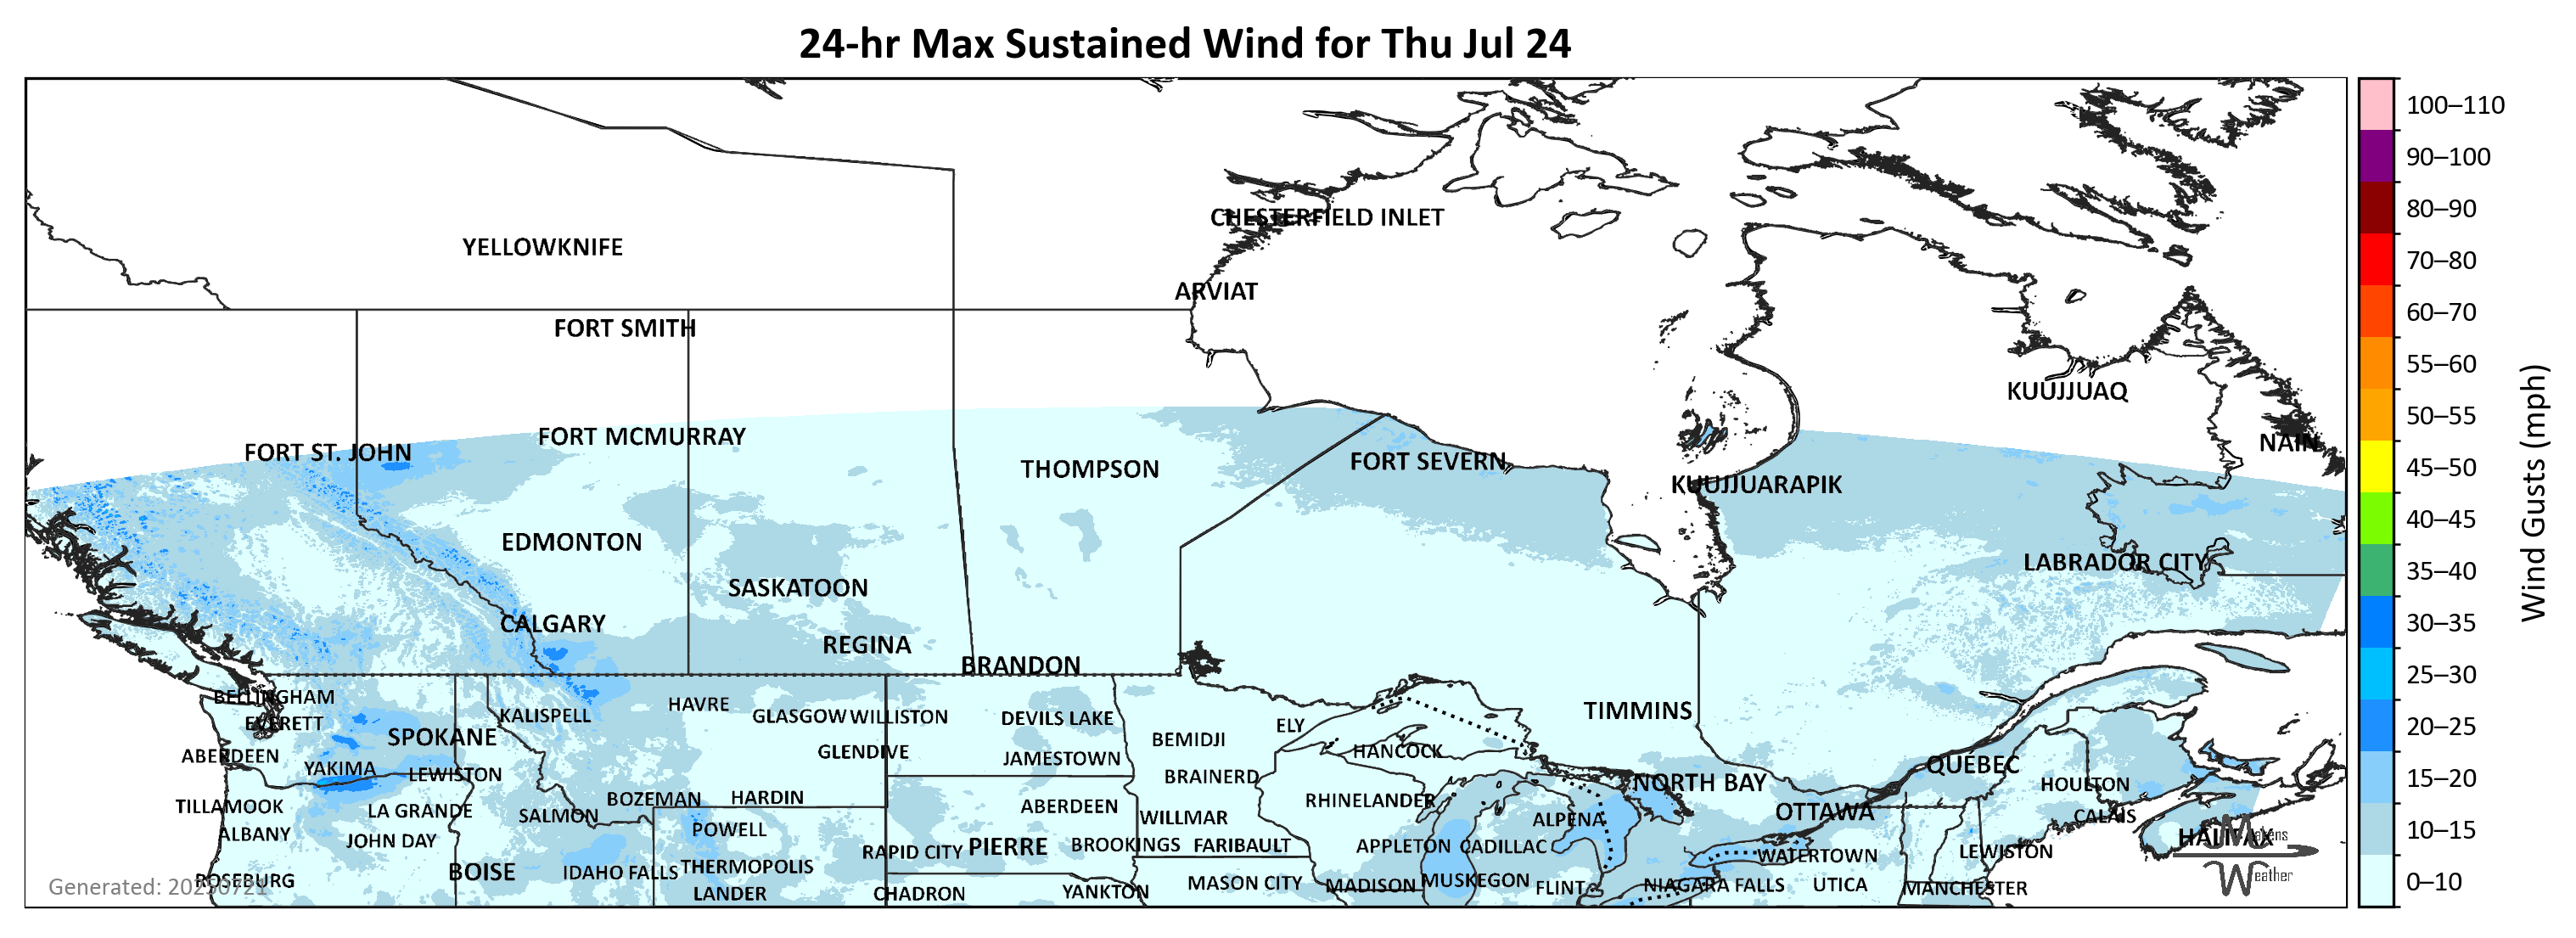 24-hr Max Sustained Wind for Thu Jul 24
100–110
90–100
CHESTERFIELD INLET
80–90
YELLOWKNIFE
70–80
ARVIAT
60–70
FORT SMITH
55–60
KUUJJUAQ
50–55
FORT MCMURRAY
NAIN
FORT ST. JOHN
THOMPSON
FORT SEVERN
45–50
KUUJJUARAPIK
40–45
Wind Gusts (mph)
EDMONTON
LABRADOR CITY
35–40
SASKATOON
CALGARY
30–35
REGINA
BRANDON
25–30
BELLINGHAM
HAVRE
KALISPELL
GLASGOW
WILLISTON
DEVILS LAKE
TIMMINS
EVERETT
ELY
20–25
SPOKANE
BEMIDJI
ABERDEEN
GLENDIVE
JAMESTOWN
HANCOCK
QUEBEC
YAKIMA
LEWISTON
BRAINERD
NORTH BAY
HOULTON
15–20
BOZEMAN
HARDIN
TILLAMOOK
LA GRANDE
SALMON
ABERDEEN
WILLMAR
RHINELANDER
ALPENA
OTTAWA
CALAIS
ALBANY
JOHN DAY
POWELL
HALIFAX
10–15
Makens
Weather
RAPID CITY
PIERRE
BROOKINGS
FARIBAULT
APPLETON
CADILLAC
WATERTOWN
LEWISTON
BOISE
IDAHO FALLS
THERMOPOLIS
ROSEBURG
Generated: 20250721
LANDER
CHADRON
YANKTON
MASON CITY
MADISON
MUSKEGON
FLINT
NIAGARA FALLS
UTICA
MANCHESTER
0–10